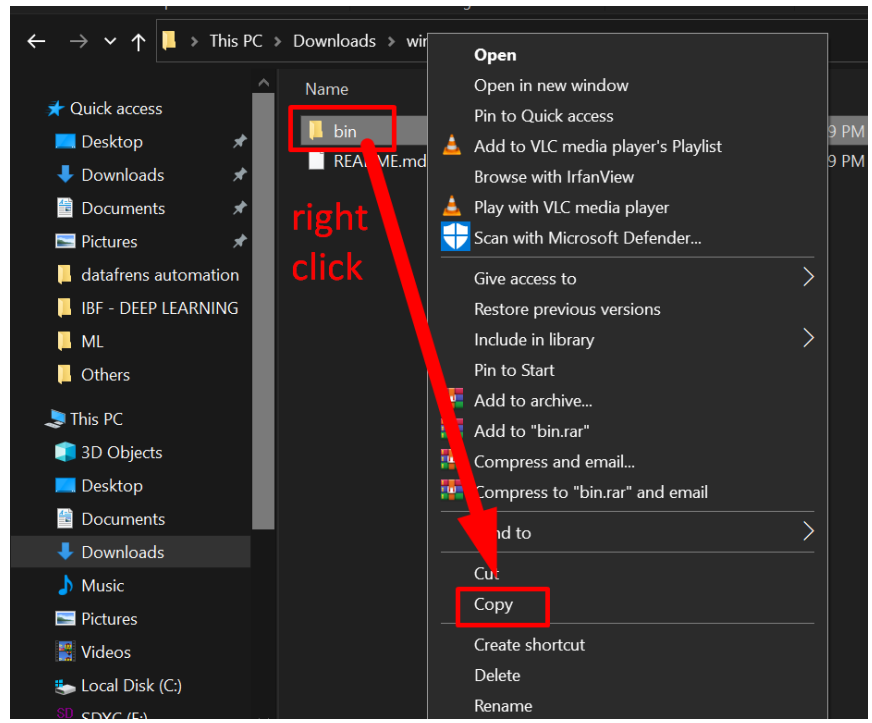 This PC > Downloads > wir
Quick access
Desktop
Downloads
Documents
Pictures
datafrens automation
IBF - DEEP LEARNING
ML
Others
This PC
3D Objects
Desktop
Documents
Downloads
Music
Pictures
Videos
Local Disk (C:)
Name
bin
9 PM
README.md
9 PM
right
click
Open
Open in new window
Pin to Quick access
Add to VLC media player's Playlist
Browse with IrfanView
Play with VLC media player
Scan with Microsoft Defender...
Give access to
Restore previous versions
Include in library
Pin to Start
Add to archive...
Add to "bin.rar"
Compress and email...
Compress to "bin.rar" and email
Send to
Cut
Copy
Create shortcut
Delete
Rename